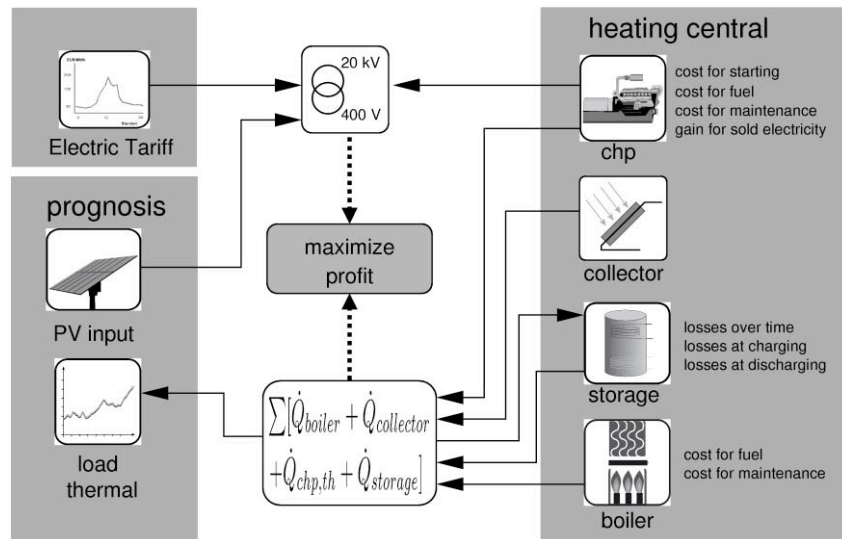 Electric Tariff
prognosis
PV input
load
thermal
20 kV
400 V
maximize
profit
∑[Q̇boiler + Q̇collector
+Q̇chp,th + Q̇storage]
heating central
cost for starting
cost for fuel
cost for maintenance
gain for sold electricity
chp
collector
losses over time
losses at charging
losses at discharging
storage
cost for fuel
cost for maintenance
boiler